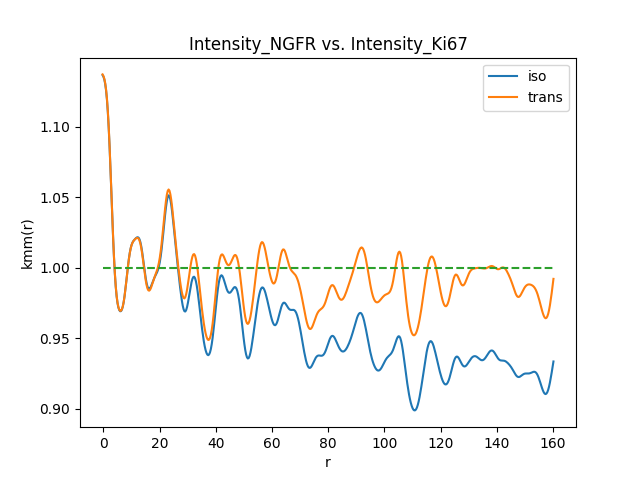 Intensity_NGFR vs. Intensity_Ki67
iso
trans
kmm(r)
1.10
1.05
1.00
0.95
0.90
0 20 40 60 80 100 120 140 160
r